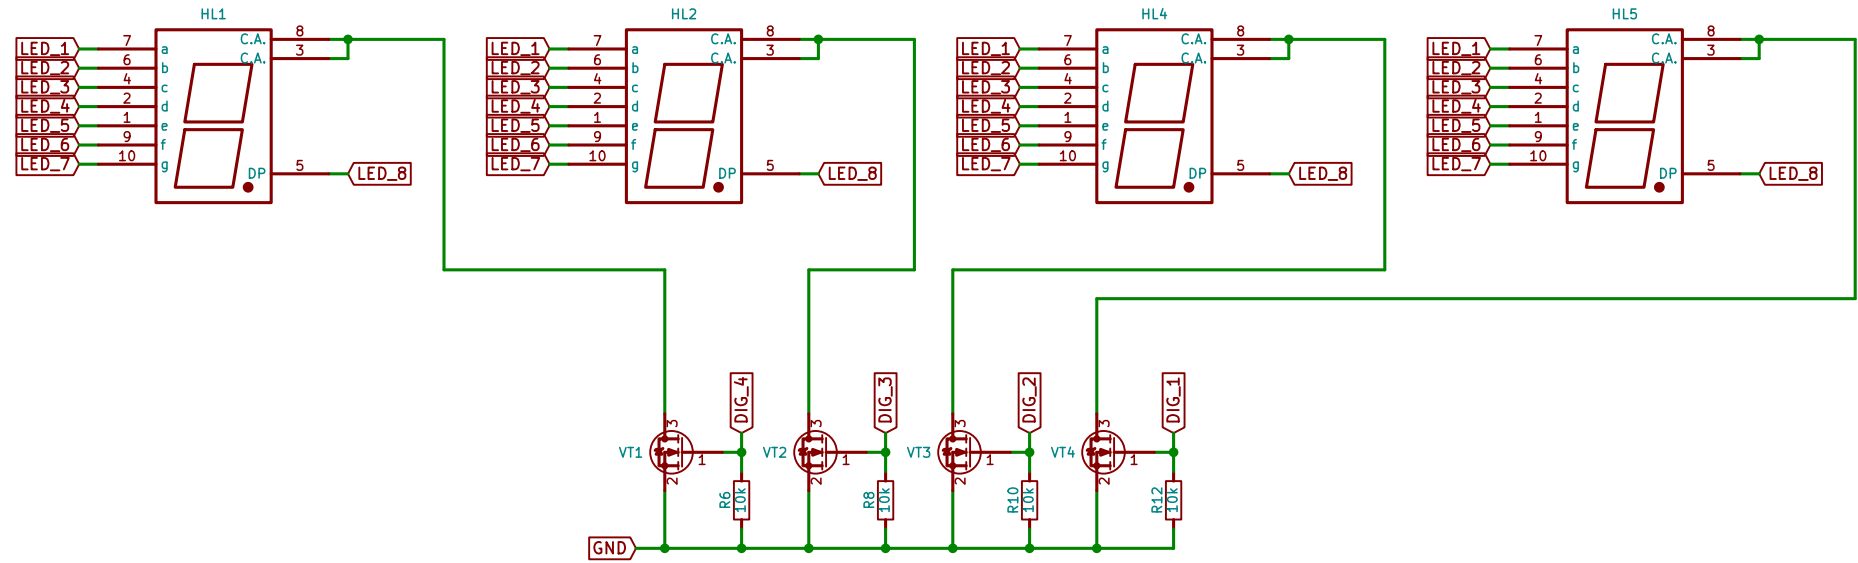 HL1 HL2 HL4 HL5
8 8 8 8
C.A. C.A. C.A. C.A.
LED_1 7 a LED_1 7 a LED_1 7 a LED_1 7 a
3 3 3 3
C.A. C.A. C.A. C.A.
LED_2 6 b LED_2 6 b LED_2 6 b LED_2 6 b
LED_3 4 c LED_3 4 c LED_3 4 c LED_3 4 c
LED_4 2 d LED_4 2 d LED_4 2 d LED_4 2 d
LED_5 1 e LED_5 1 e LED_5 1 e LED_5 1 e
LED_6 9 f LED_6 9 f LED_6 9 f LED_6 9 f
LED_7 10 g LED_7 10 g LED_7 10 g LED_7 10 g
DP 5 LED_8 DP 5 LED_8 DP 5 LED_8 DP 5 LED_8
DIG_4 DIG_3 DIG_2 DIG_1
3 3 3 3
VT1 1 VT2 1 VT3 1 VT4 1
2 2 2 2
R6 10k R8 10k R10 10k R12 10k
GND